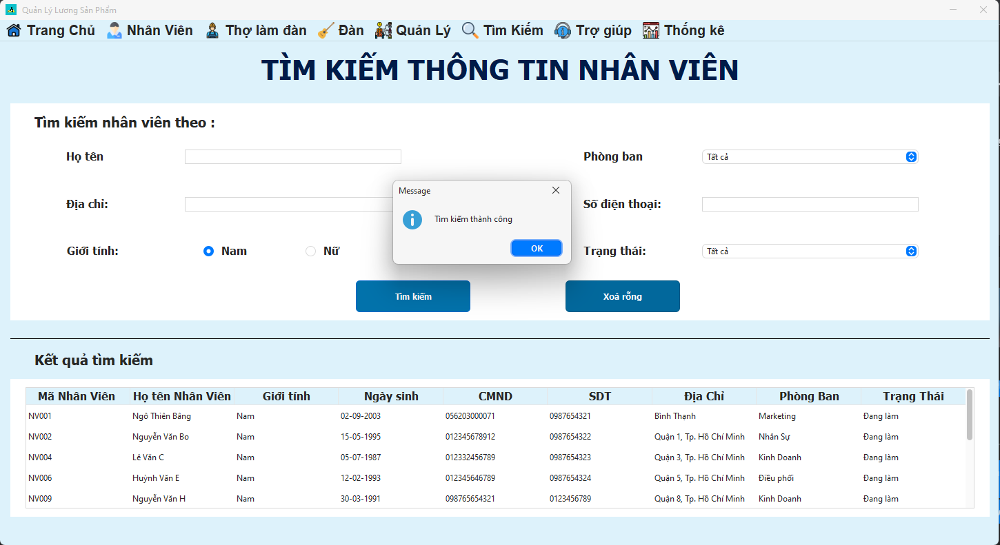 Quản Lý Lương Sản Phẩm
Trang Chủ Nhân Viên Thợ làm đàn Đàn Quản Lý Tìm Kiếm Trợ giúp Thống kê
TÌM KIẾM THÔNG TIN NHÂN VIÊN
Tìm kiếm nhân viên theo :
Họ tên Phòng ban Tất cả
Địa chỉ: Số điện thoại:
Giới tính: Nam Nữ Trạng thái: Tất cả
Message
Tìm kiếm thành công
OK
Tìm kiếm Xoá rỗng
Kết quả tìm kiếm
Mã Nhân Viên Họ tên Nhân Viên Giới tính Ngày sinh CMND SDT Địa Chỉ Phòng Ban Trạng Thái
NV001 Ngô Thiên Bâng Nam 02-09-2003 056203000071 0987654321 Bình Thạnh Marketing Đang làm
NV002 Nguyễn Văn Bo Nam 15-05-1995 012345678912 0987654322 Quận 1, Tp. Hồ Chí Minh Nhân Sự Đang làm
NV004 Lê Văn C Nam 05-07-1987 012332456789 0987654323 Quận 3, Tp. Hồ Chí Minh Kinh Doanh Đang làm
NV006 Huỳnh Văn E Nam 12-02-1993 012345646789 0987654324 Quận 5, Tp. Hồ Chí Minh Điều phối Đang làm
NV009 Nguyễn Văn H Nam 30-03-1991 098765654321 0123456789 Quận 8, Tp. Hồ Chí Minh Kinh Doanh Đang làm